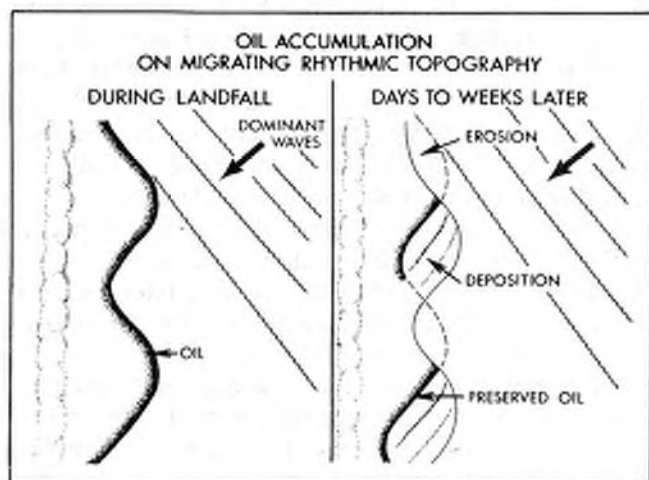 OIL ACCUMULATION
ON MIGRATING RHYTHMIC TOPOGRAPHY
DURING LANDFALL
DOMINANT
WAVES
OIL
DAYS TO WEEKS LATER
EROSION
DEPOSITION
PRESERVED OIL